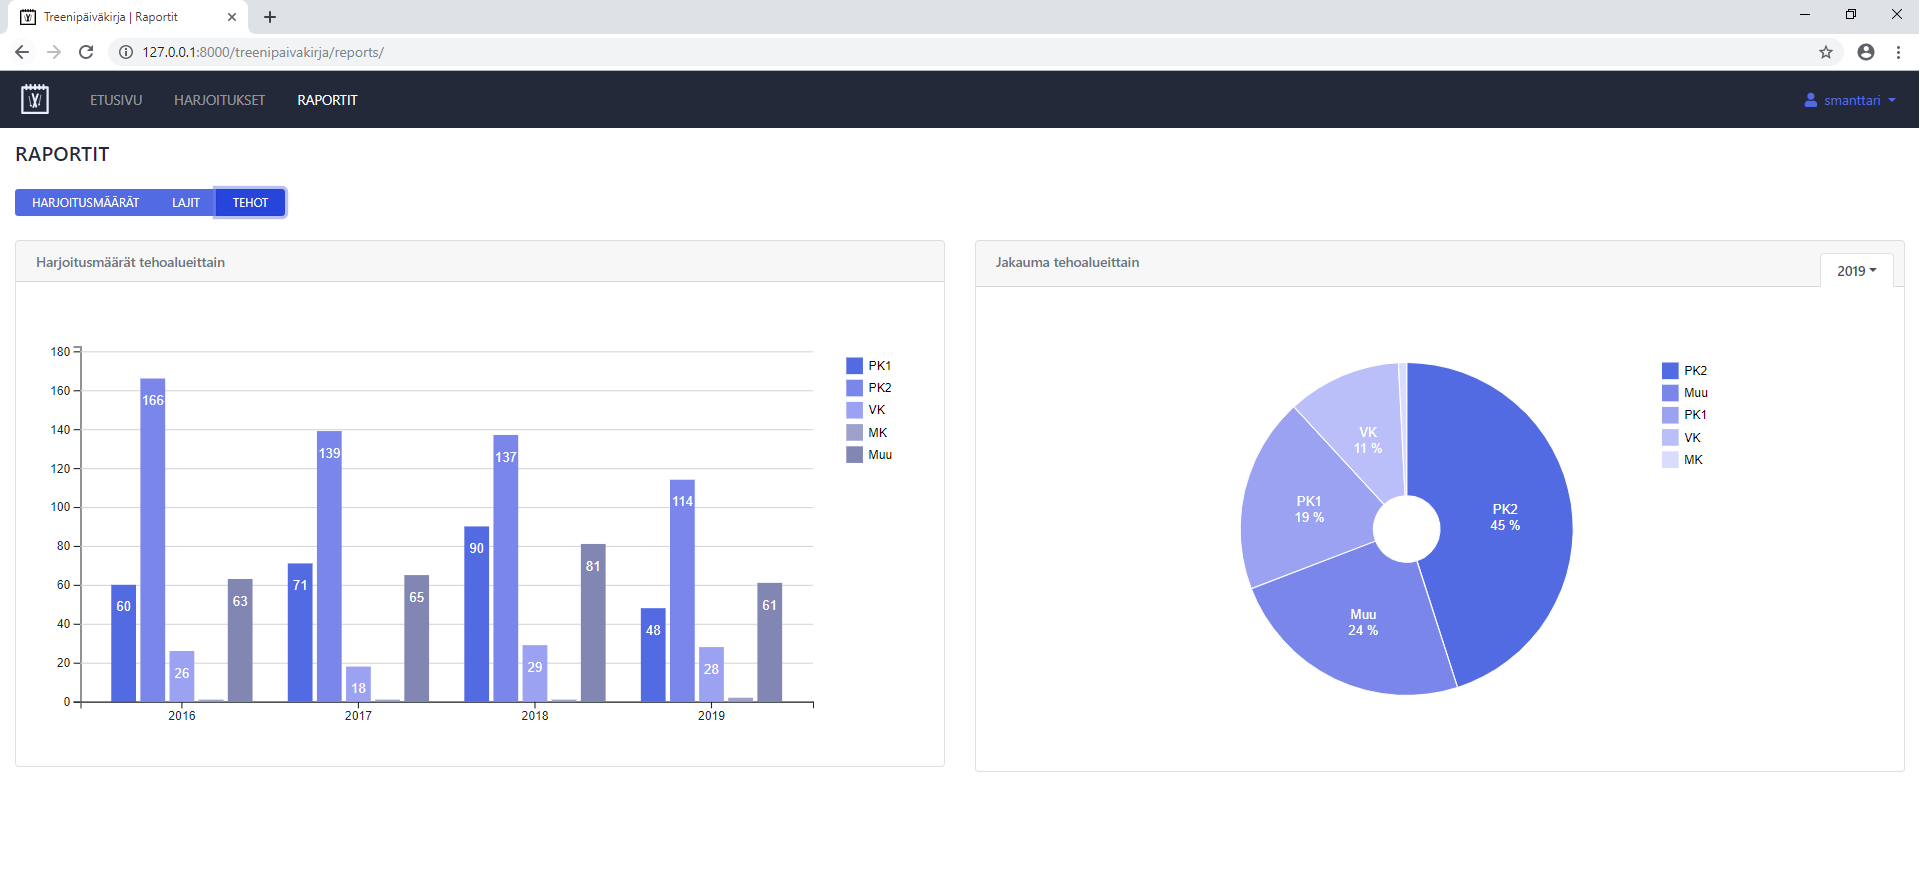 Treenipäiväkirja | Raportit
127.0.0.1:8000/treenipaivakirja/reports/
ETUSIVU HARJOITUKSET RAPORTIT smanttari
RAPORTIT
HARJOITUSMÄÄRÄT LAJIT TEHOT
Harjoitusmäärät tehoalueittain
180
160
140
120
100
80
60
40
20
0
60 166 26 63
71 139 18 65
90 137 29 81
48 114 28 61
2016 2017 2018 2019
PK1
PK2
VK
MK
Muu
Jakauma tehoalueittain
2019
VK
11 %
PK1
19 %
PK2
45 %
Muu
24 %
PK2
Muu
PK1
VK
MK